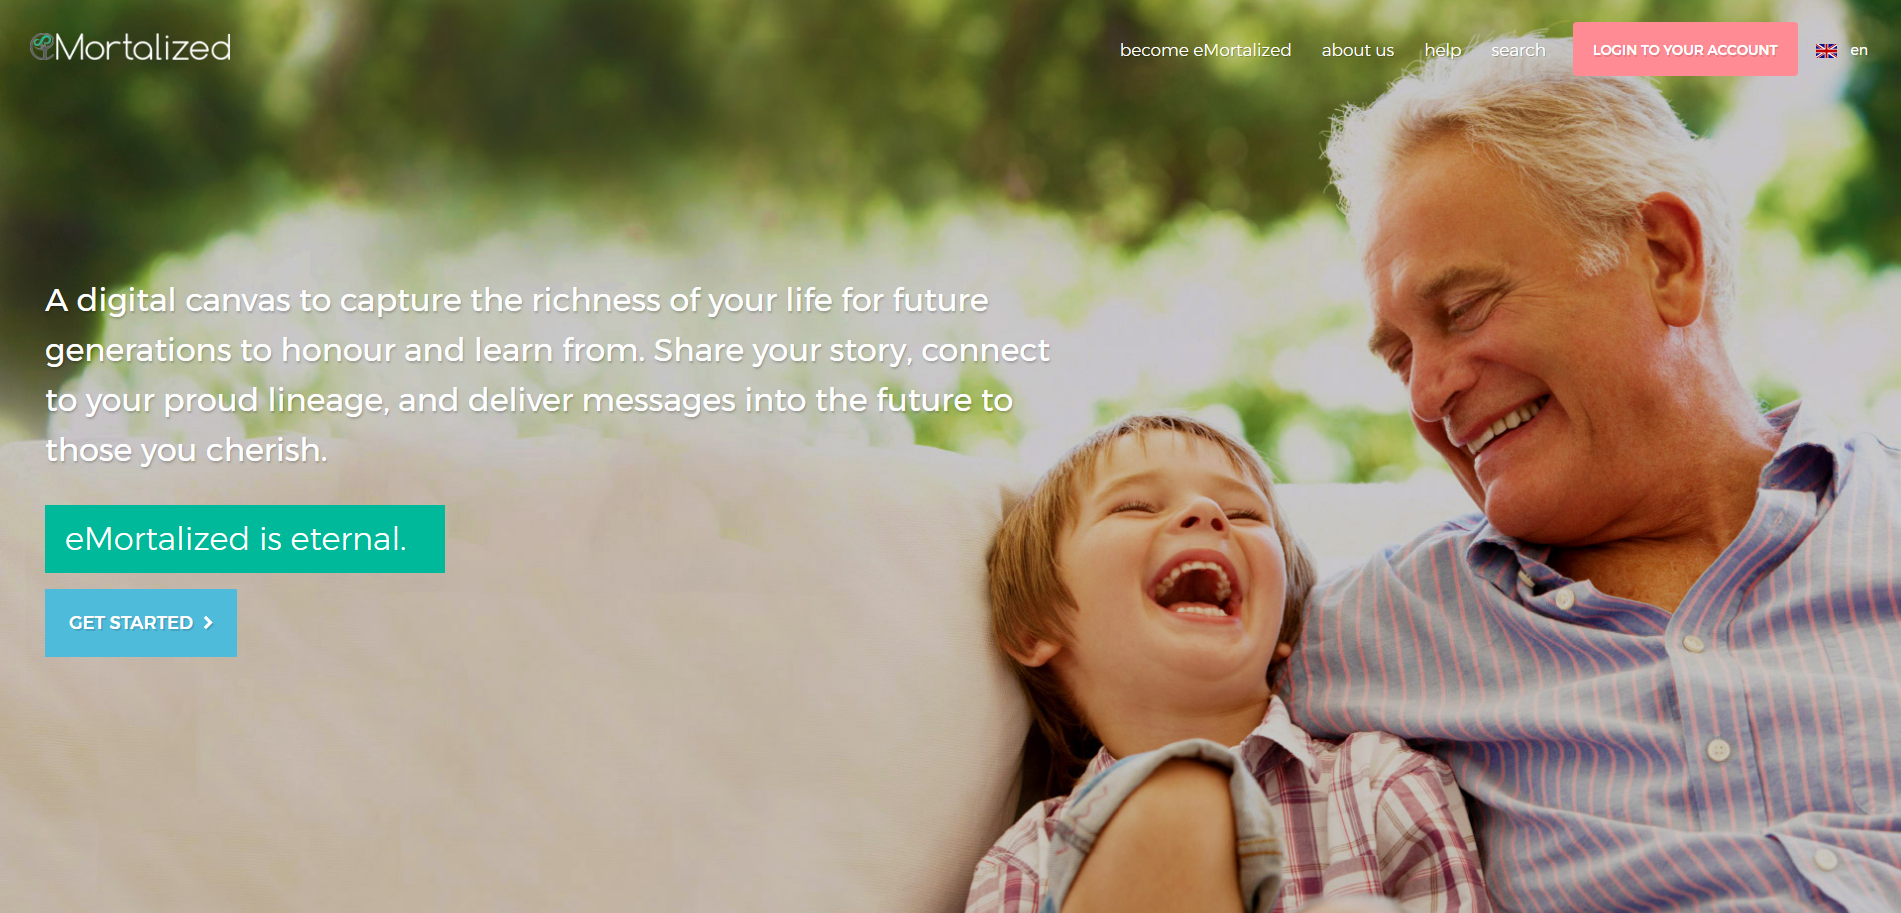 eMortalized
become eMortalized
about us
help
search
LOGIN TO YOUR ACCOUNT
en
A digital canvas to capture the richness of your life for future
generations to honour and learn from. Share your story, connect
to your proud lineage, and deliver messages into the future to
those you cherish.
eMortalized is eternal.
GET STARTED